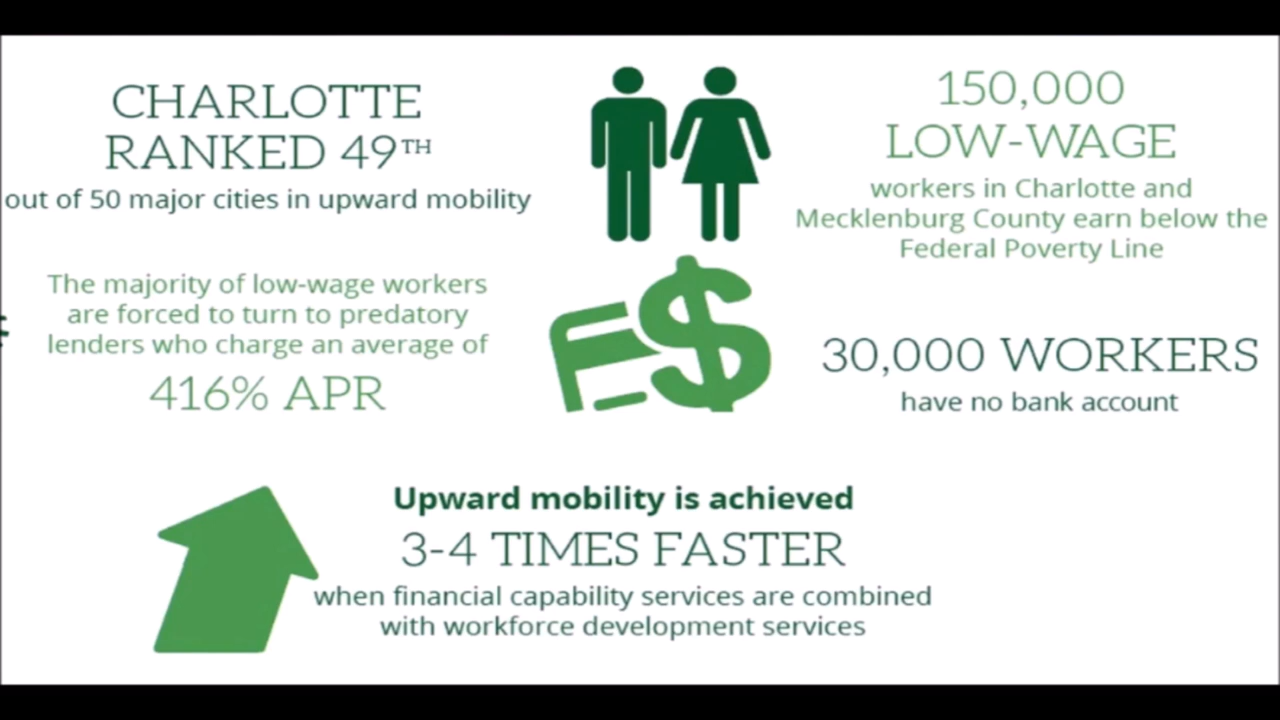 CHARLOTTE
RANKED 49TH
out of 50 major cities in upward mobility
150,000
LOW-WAGE
workers in Charlotte and
Mecklenburg County earn below the
Federal Poverty Line
The majority of low-wage workers
are forced to turn to predatory
lenders who charge an average of
416% APR
$
30,000 WORKERS
have no bank account
Upward mobility is achieved
3-4 TIMES FASTER
when financial capability services are combined
with workforce development services